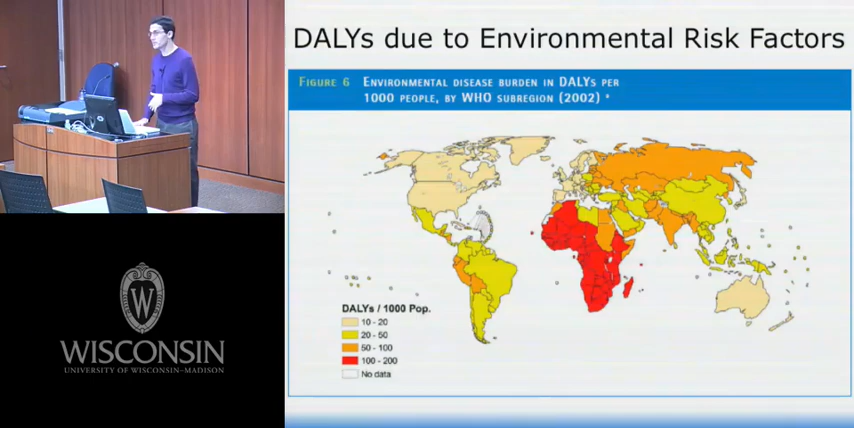 DALYs due to Environmental Risk Factors
FIGURE 6 ENVIRONMENTAL DISEASE BURDEN IN DALYS PER
1000 PEOPLE, BY WHO SUBREGION (2002) *
DALYs / 1000 Pop.
10 - 20
20 - 50
50 - 100
100 - 200
No data
W
WISCONSIN
UNIVERSITY OF WISCONSIN–MADISON